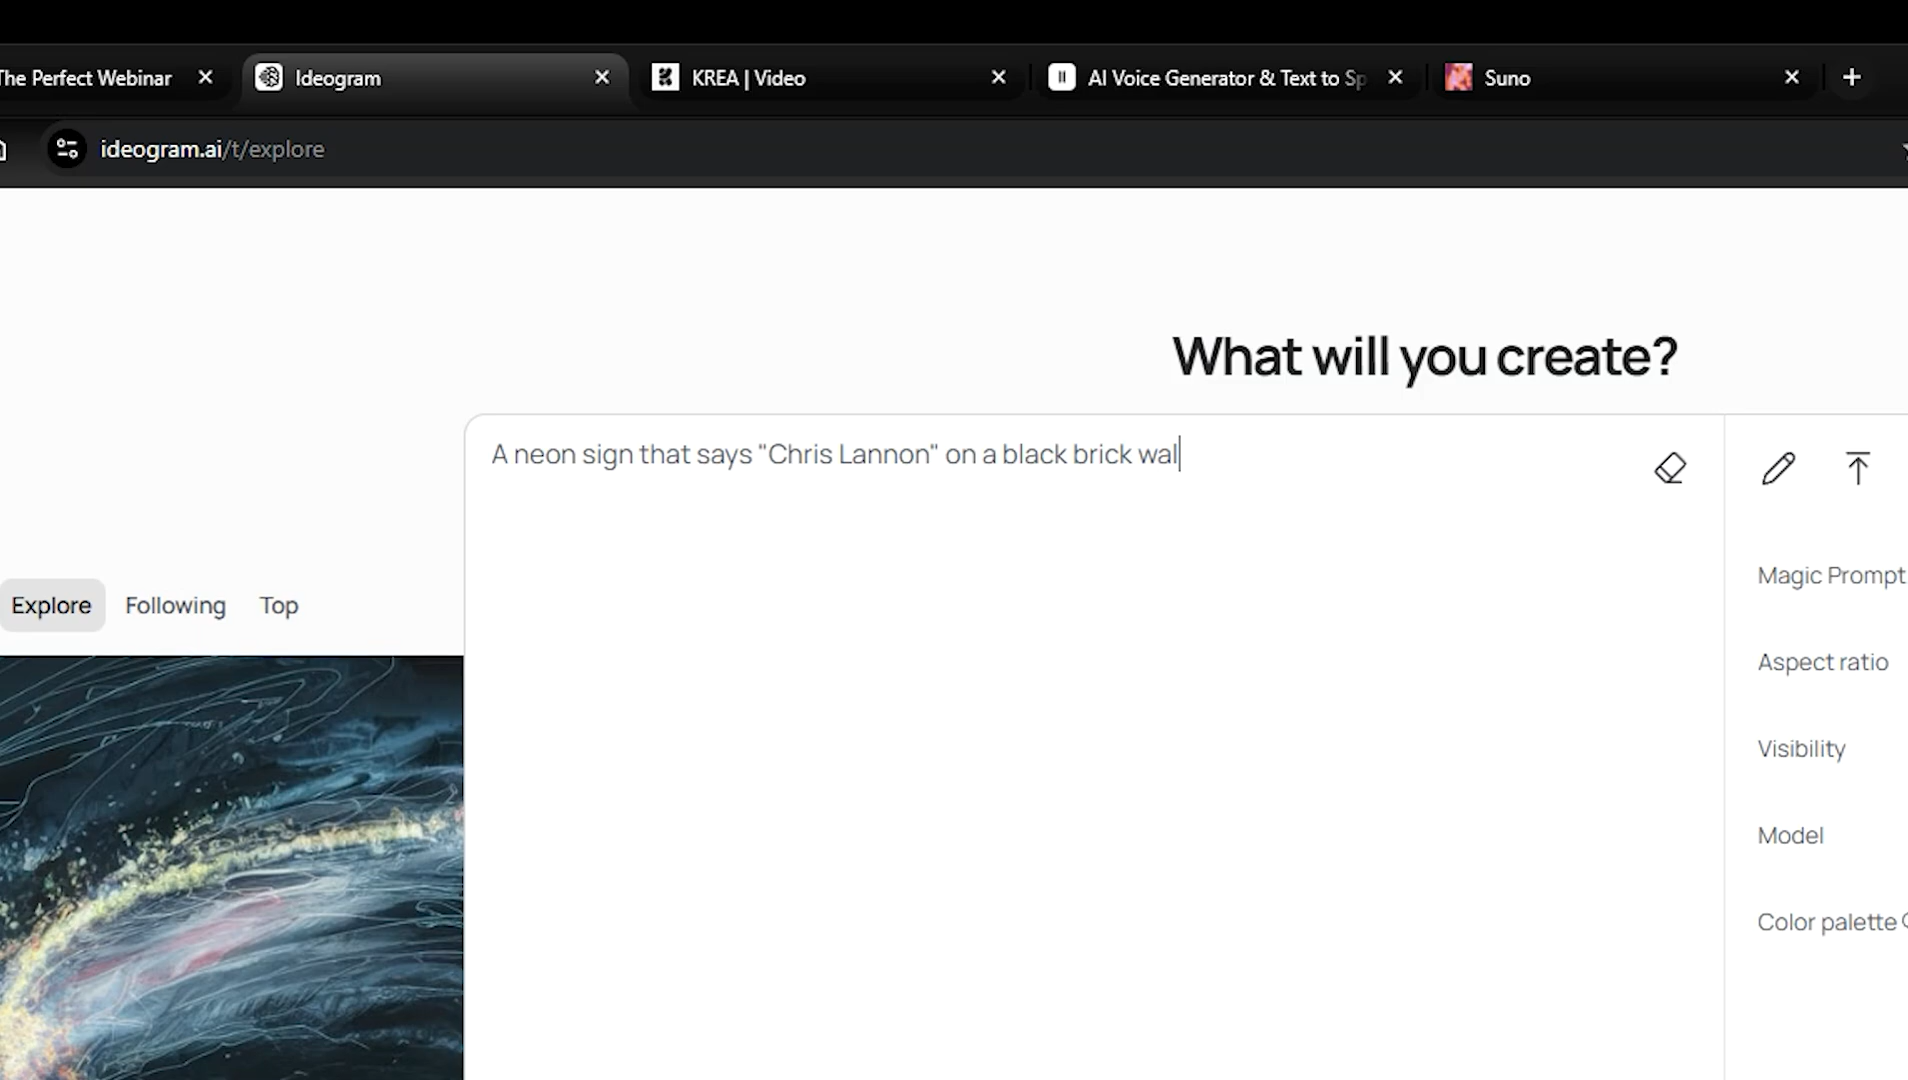 The Perfect Webinar
Ideogram
KREA | Video
AI Voice Generator & Text to Sp
Suno
ideogram.ai/t/explore
What will you create?
A neon sign that says "Chris Lannon" on a black brick wal
Explore
Following
Top
Magic Prompt
Aspect ratio
Visibility
Model
Color palette